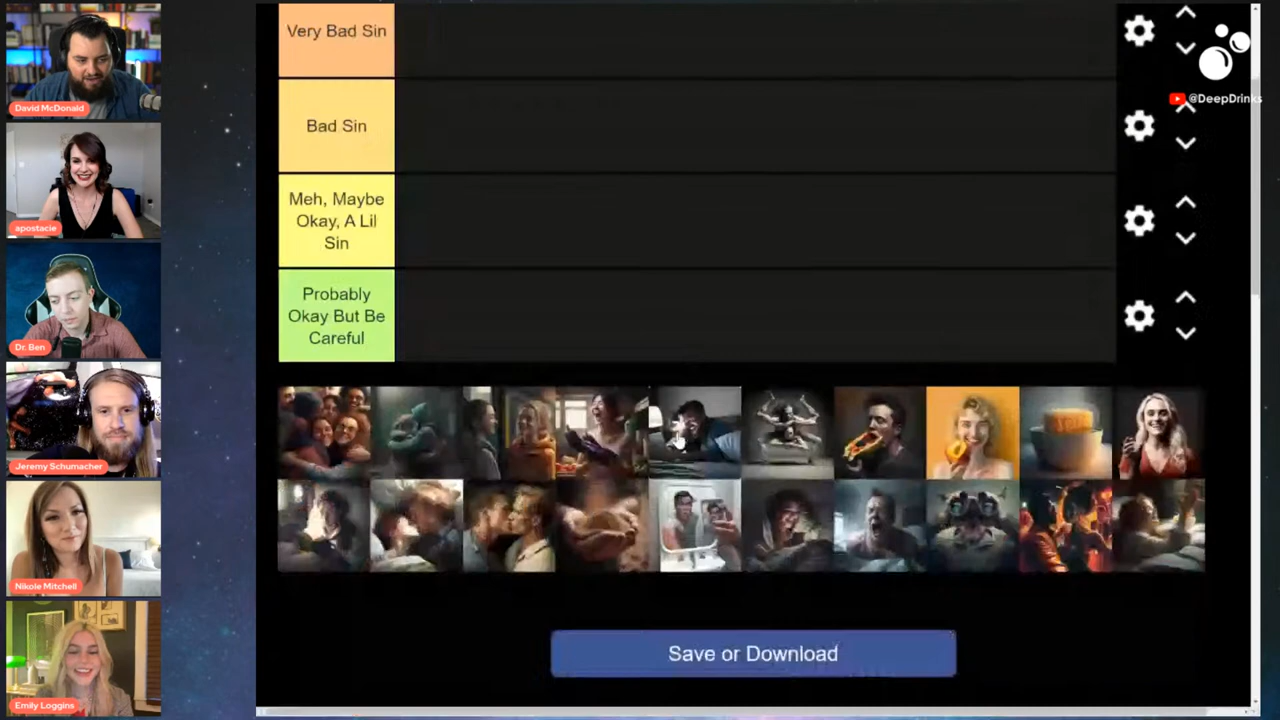 David McDonald
apostacie
Dr. Ben
Jeremy Schumacher
Nikole Mitchell
Emily Loggins
Very Bad Sin
Bad Sin
Meh, Maybe
Okay, A Lil
Sin
Probably
Okay But Be
Careful
@DeepDrinks
Save or Download